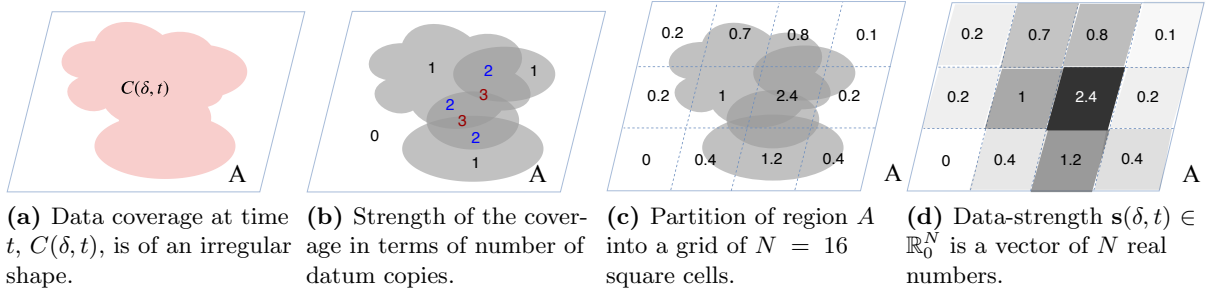 C(δ, t)
A
1
2
1
3
2
3
0
2
1
A
0.2
0.7
0.8
0.1
0.2
1
2.4
0.2
0
0.4
1.2
0.4
A
0.2
0.7
0.8
0.1
0.2
1
2.4
0.2
0
0.4
1.2
0.4
A
(a) Data coverage at time
t, C(δ, t), is of an irregular
shape.
(b) Strength of the cover-
age in terms of number of
datum copies.
(c) Partition of region A
into a grid of N = 16
square cells.
(d) Data-strength s(δ, t) ∈
ℝ₀ᴺ is a vector of N real
numbers.